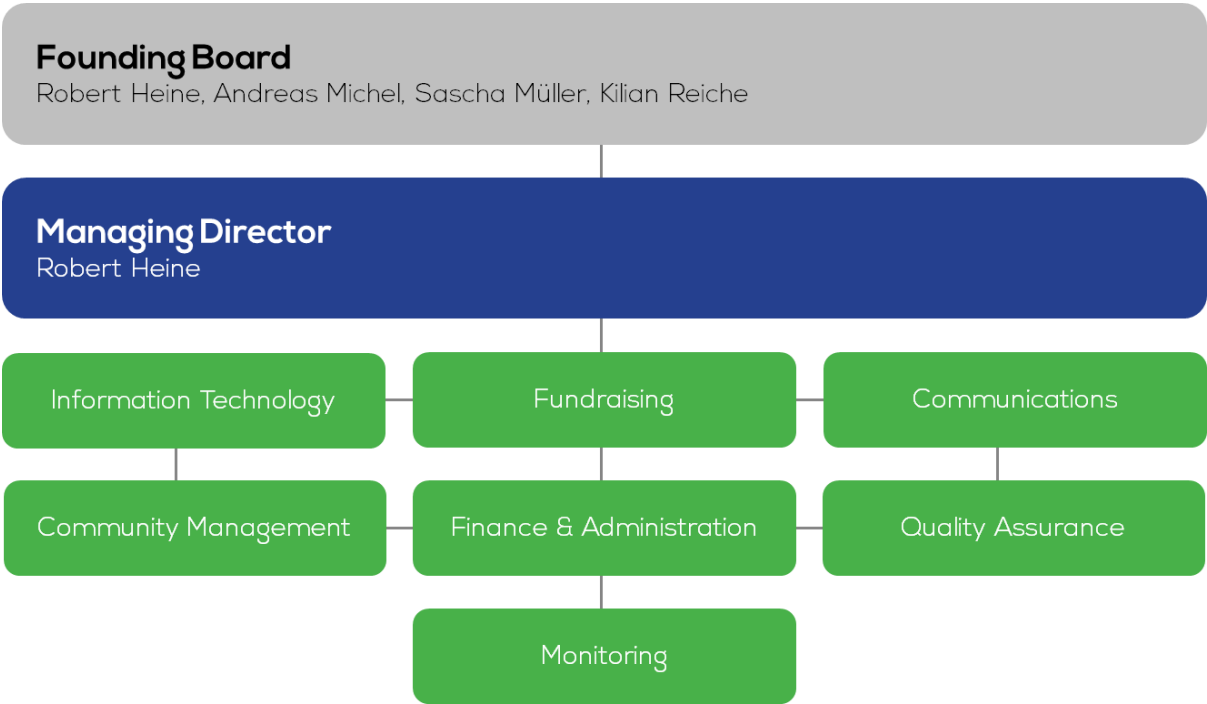 Founding Board
Robert Heine, Andreas Michel, Sascha Müller, Kilian Reiche
Managing Director
Robert Heine
Information Technology
Fundraising
Communications
Community Management
Finance & Administration
Quality Assurance
Monitoring